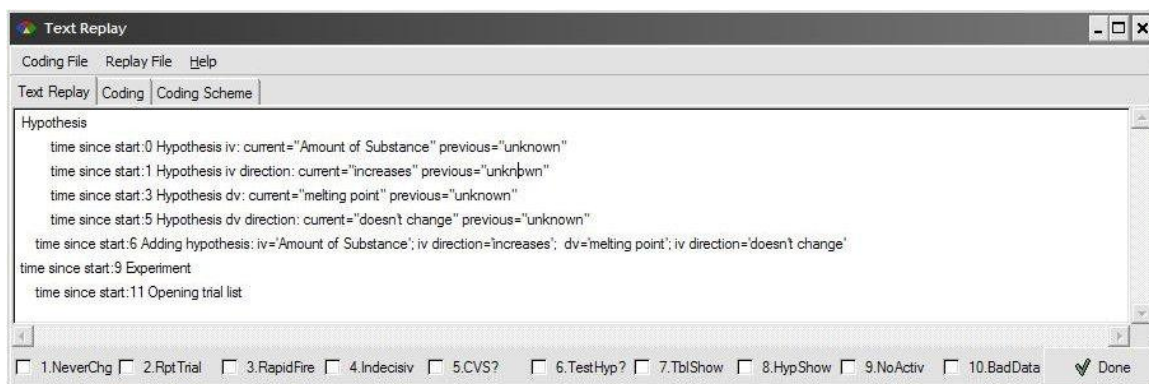 Text Replay
Coding File Replay File Help
Text Replay Coding Coding Scheme
Hypothesis
time since start:0 Hypothesis iv: current="Amount of Substance" previous="unknown"
time since start:1 Hypothesis iv direction: current="increases" previous="unknown"
time since start:3 Hypothesis dv: current="melting point" previous="unknown"
time since start:5 Hypothesis dv direction: current="doesn't change" previous="unknown"
time since start:6 Adding hypothesis: iv='Amount of Substance'; iv direction='increases'; dv='melting point'; iv direction='doesn't change'
time since start:9 Experiment
time since start:11 Opening trial list
1.NeverChg 2.RptTrial 3.RapidFire 4.Indecisiv 5.CVS? 6.TestHyp? 7.TblShow 8.HypShow 9.NoActiv 10.BadData Done